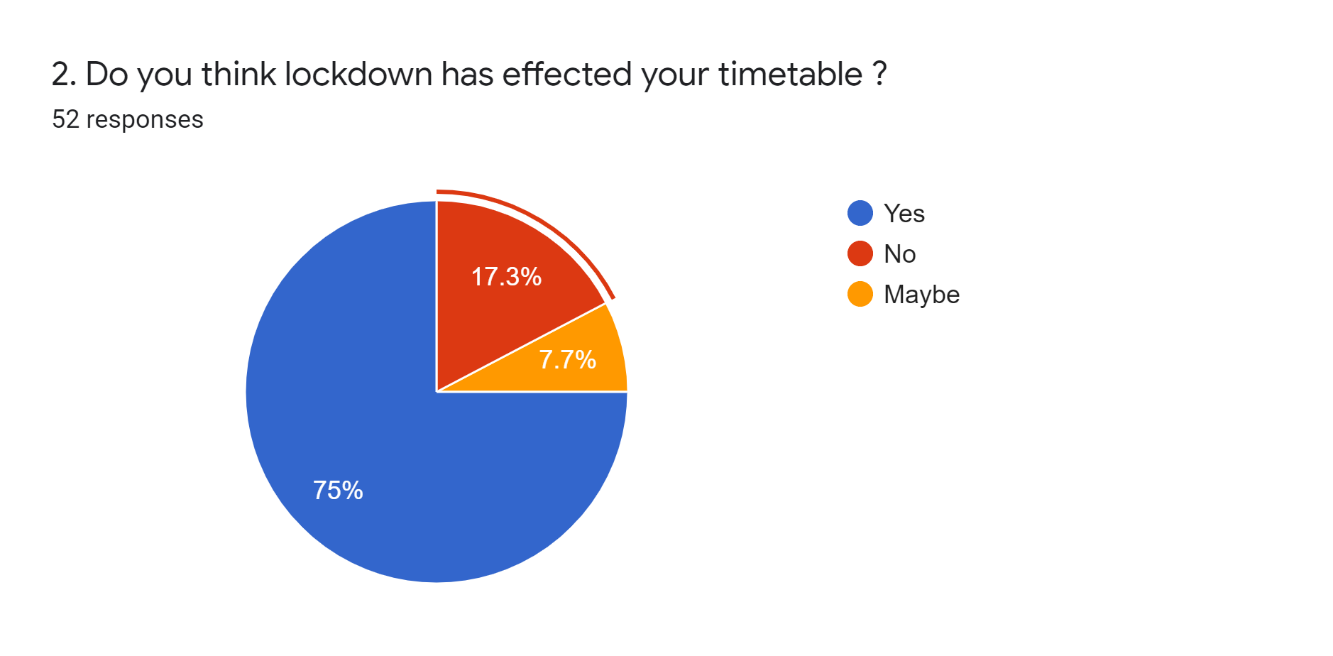 2. Do you think lockdown has effected your timetable ?
52 responses
17.3%
7.7%
75%
Yes
No
Maybe